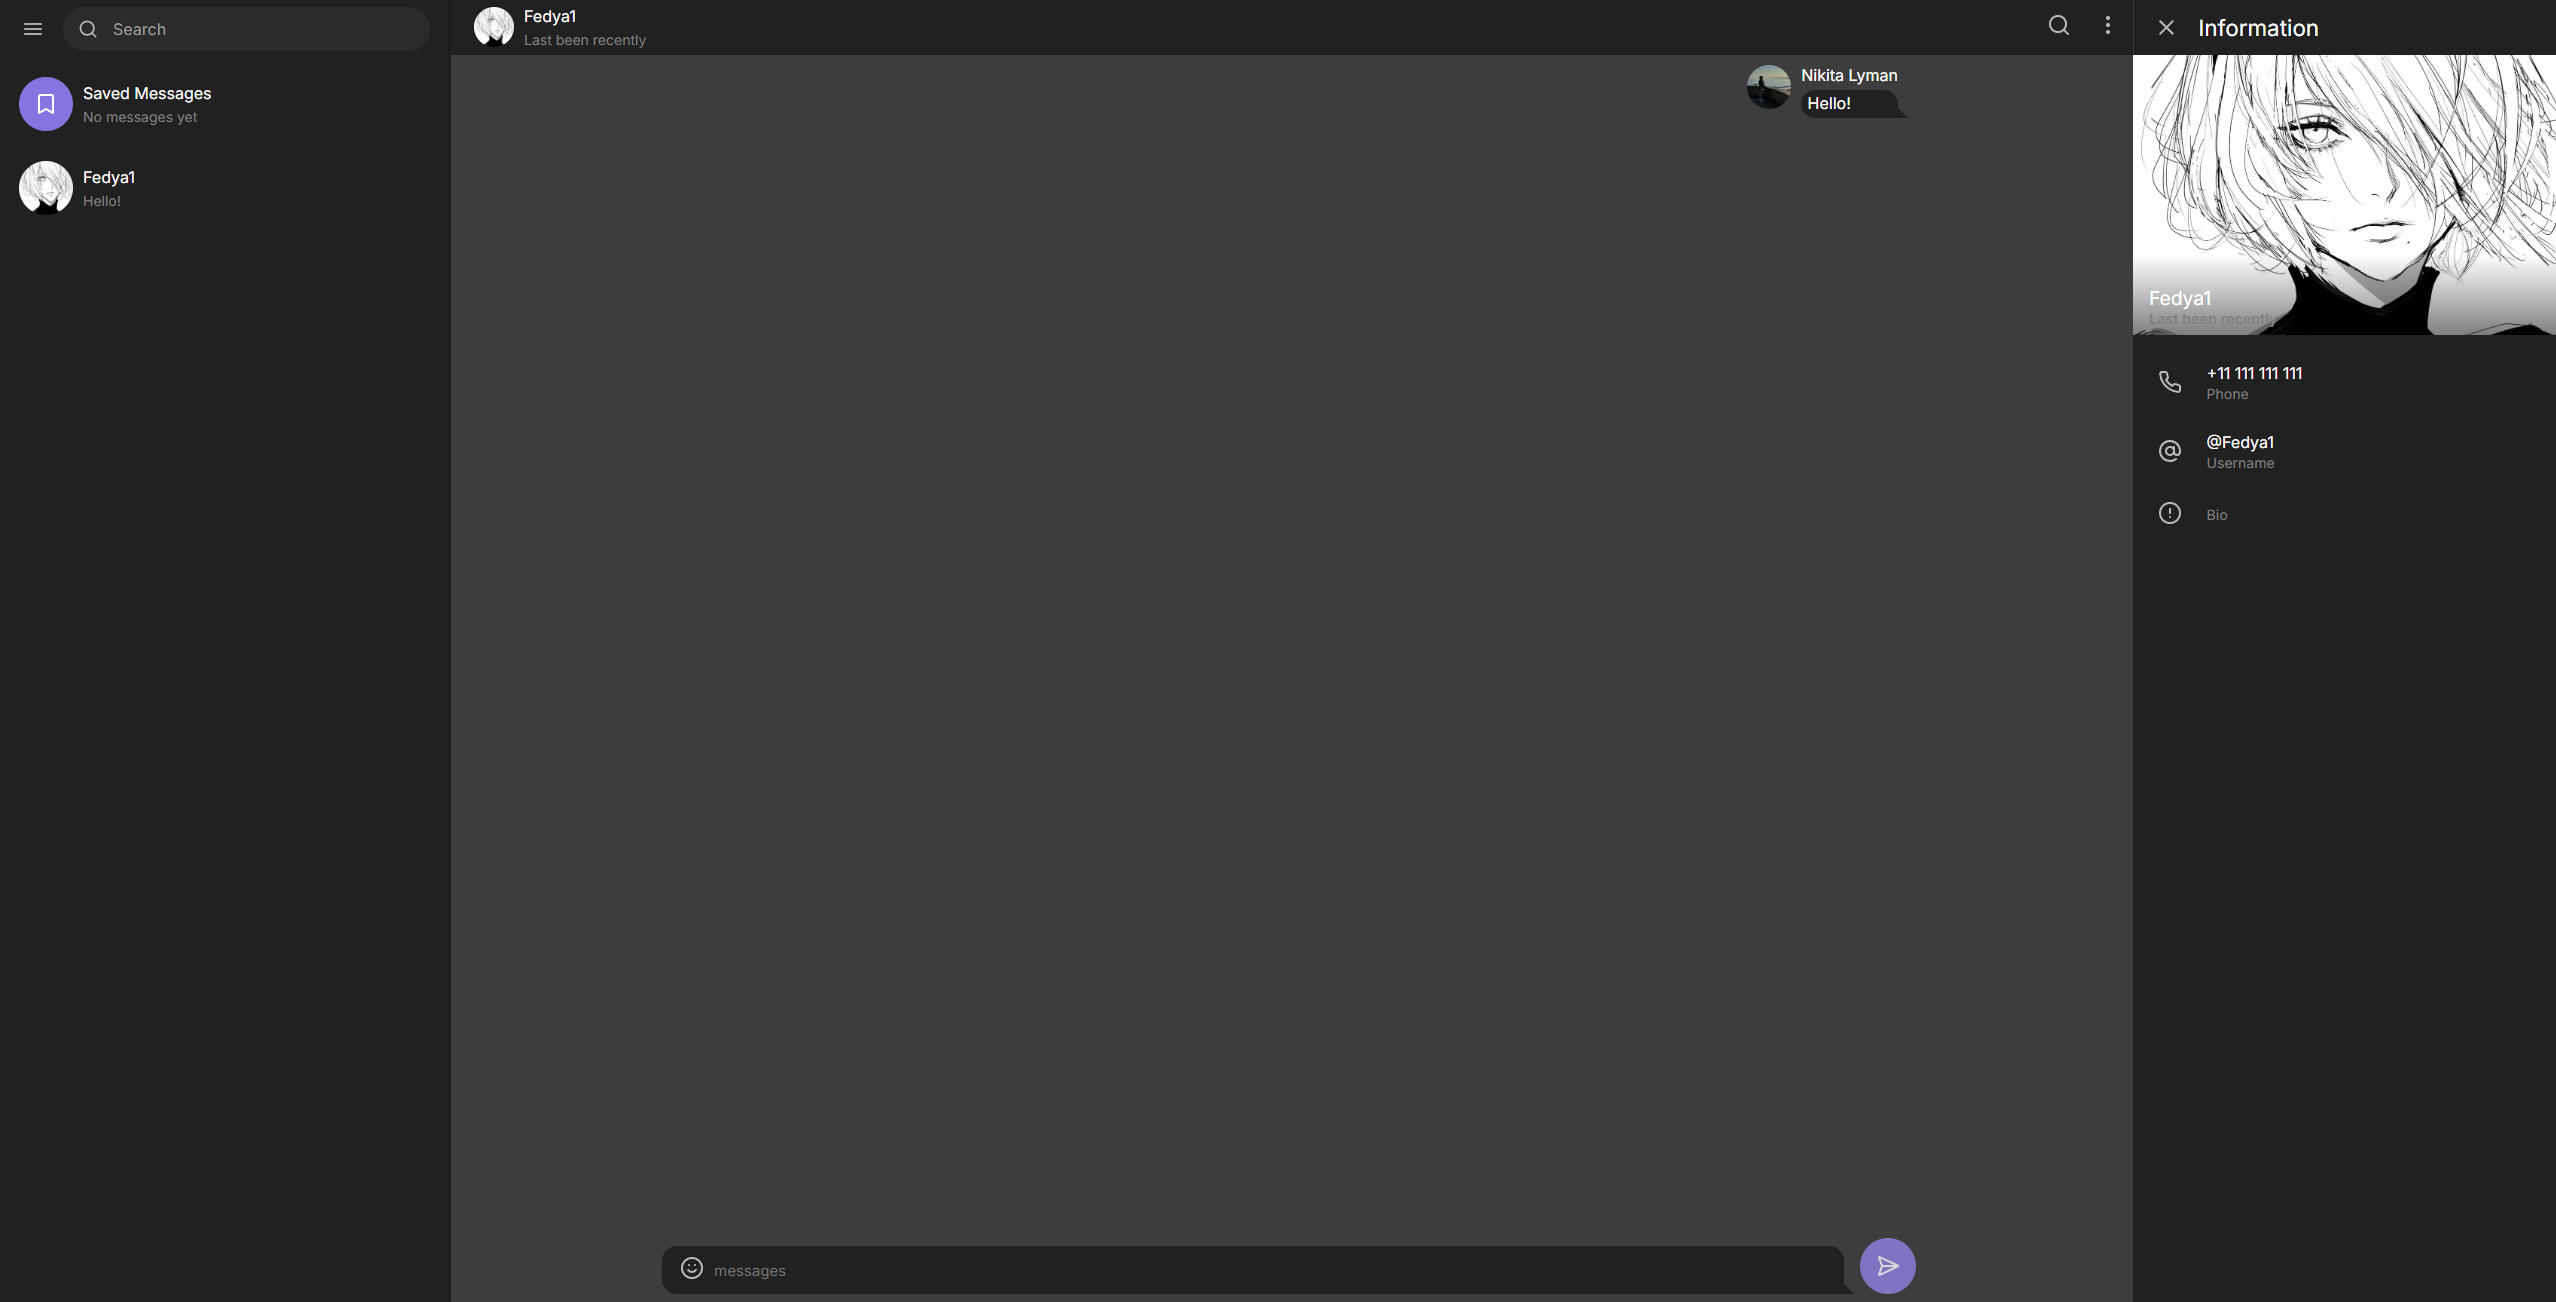 Search
Saved Messages
No messages yet
Fedya1
Hello!
Fedya1
Last been recently
Nikita Lyman
Hello!
messages
Information
Fedya1
Last been recently
+11 111 111 111
Phone
@Fedya1
Username
Bio